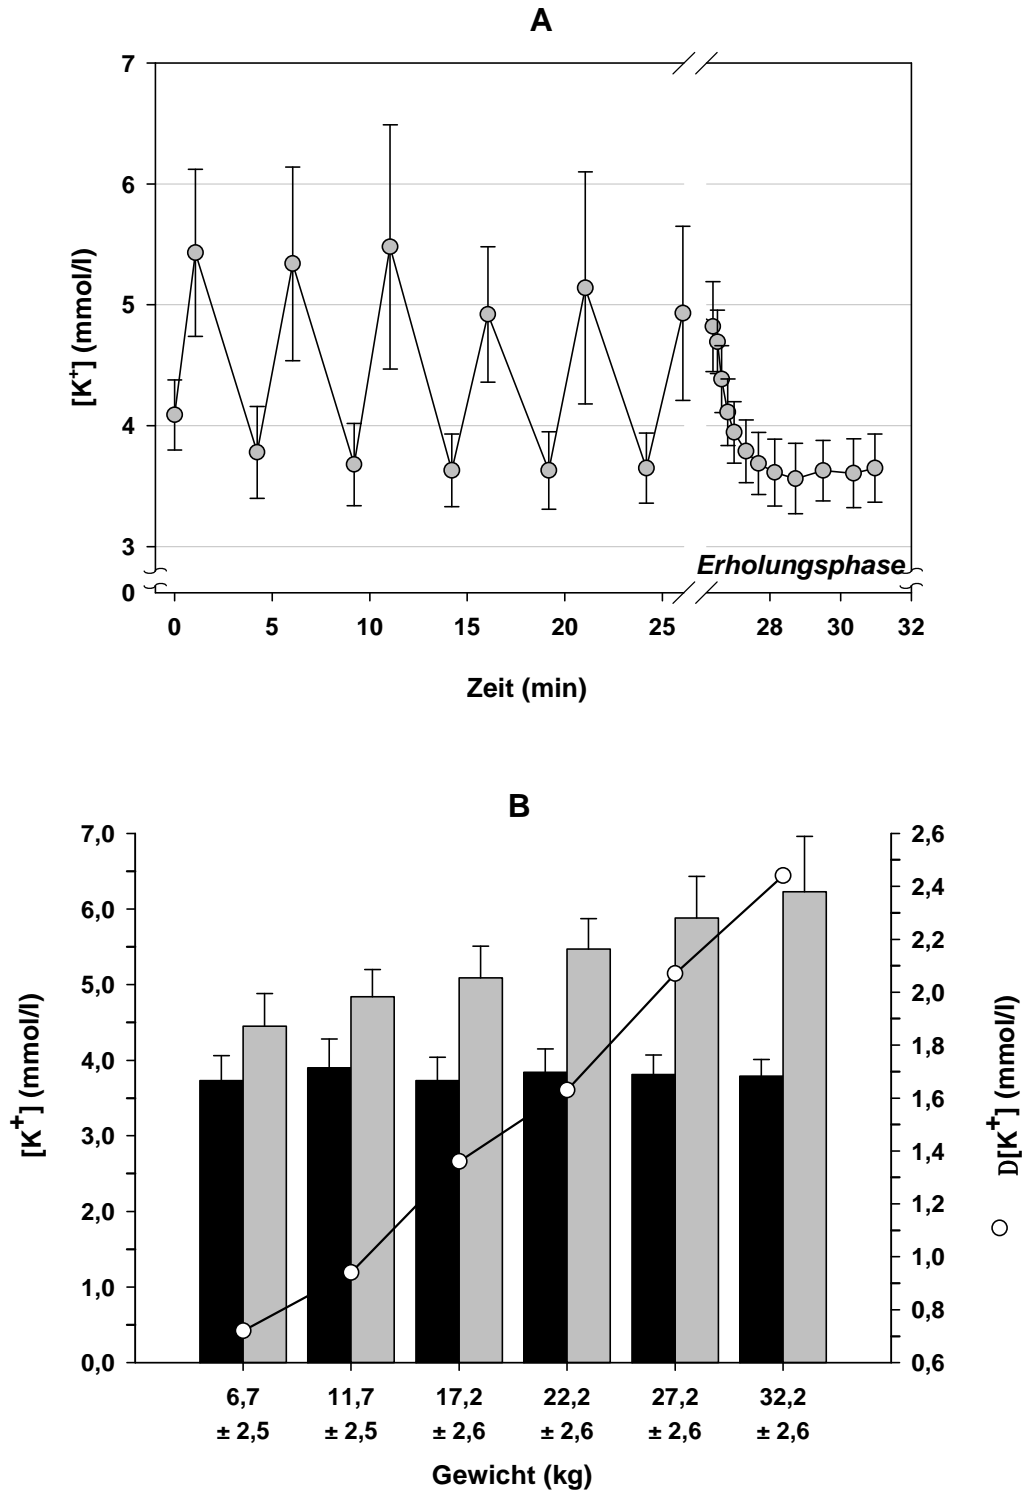 A
7
6
5
4
3
0
[K+] (mmol/l)
Erholungsphase
0 5 10 15 20 25 28 30 32
Zeit (min)
B
7,0
6,0
5,0
4,0
3,0
2,0
1,0
0,0
[K+] (mmol/l)
2,6
2,4
2,2
2,0
1,8
1,6
1,4
1,2
1,0
0,8
0,6
D[K+] (mmol/l)
6,7 11,7 17,2 22,2 27,2 32,2
± 2,5 ± 2,5 ± 2,6 ± 2,6 ± 2,6 ± 2,6
Gewicht (kg)